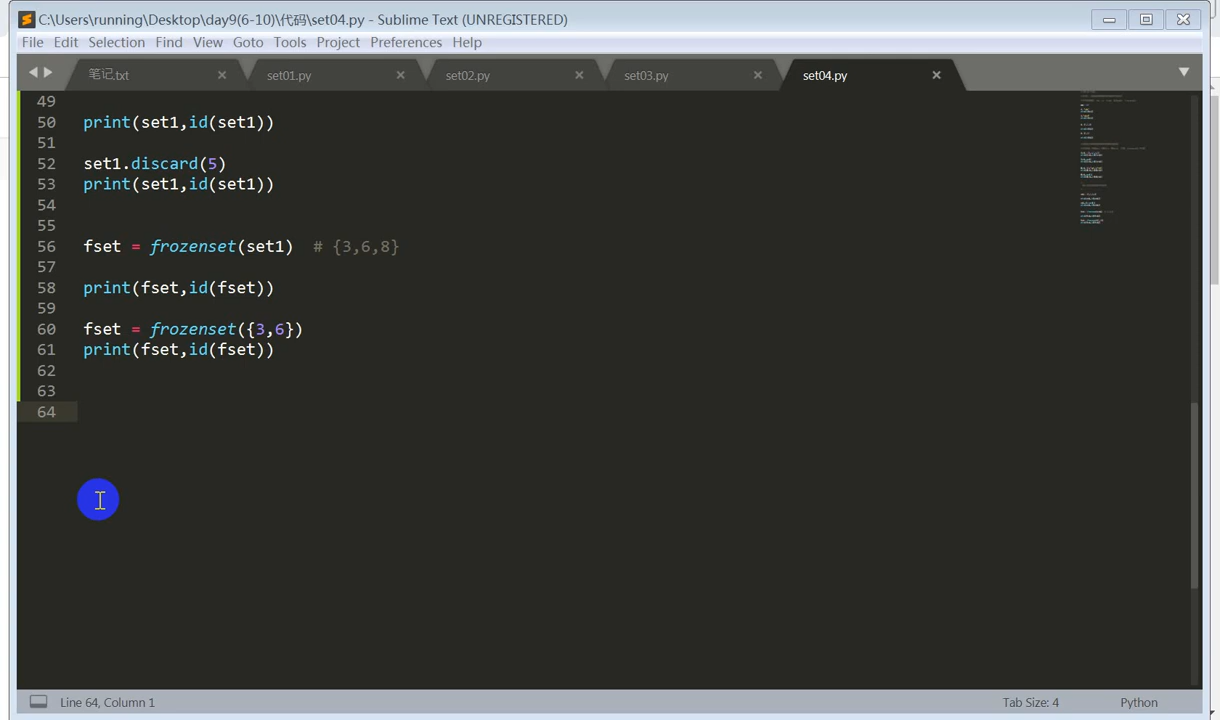 C:\Users\running\Desktop\day9(6-10)\代码\set04.py - Sublime Text (UNREGISTERED)
File Edit Selection Find View Goto Tools Project Preferences Help
笔记.txt × set01.py × set02.py × set03.py × set04.py ×
49
50 print(set1,id(set1))
51
52 set1.discard(5)
53 print(set1,id(set1))
54
55
56 fset = frozenset(set1)  # {3,6,8}
57
58 print(fset,id(fset))
59
60 fset = frozenset({3,6})
61 print(fset,id(fset))
62
63
64
Line 64, Column 1 Tab Size: 4 Python